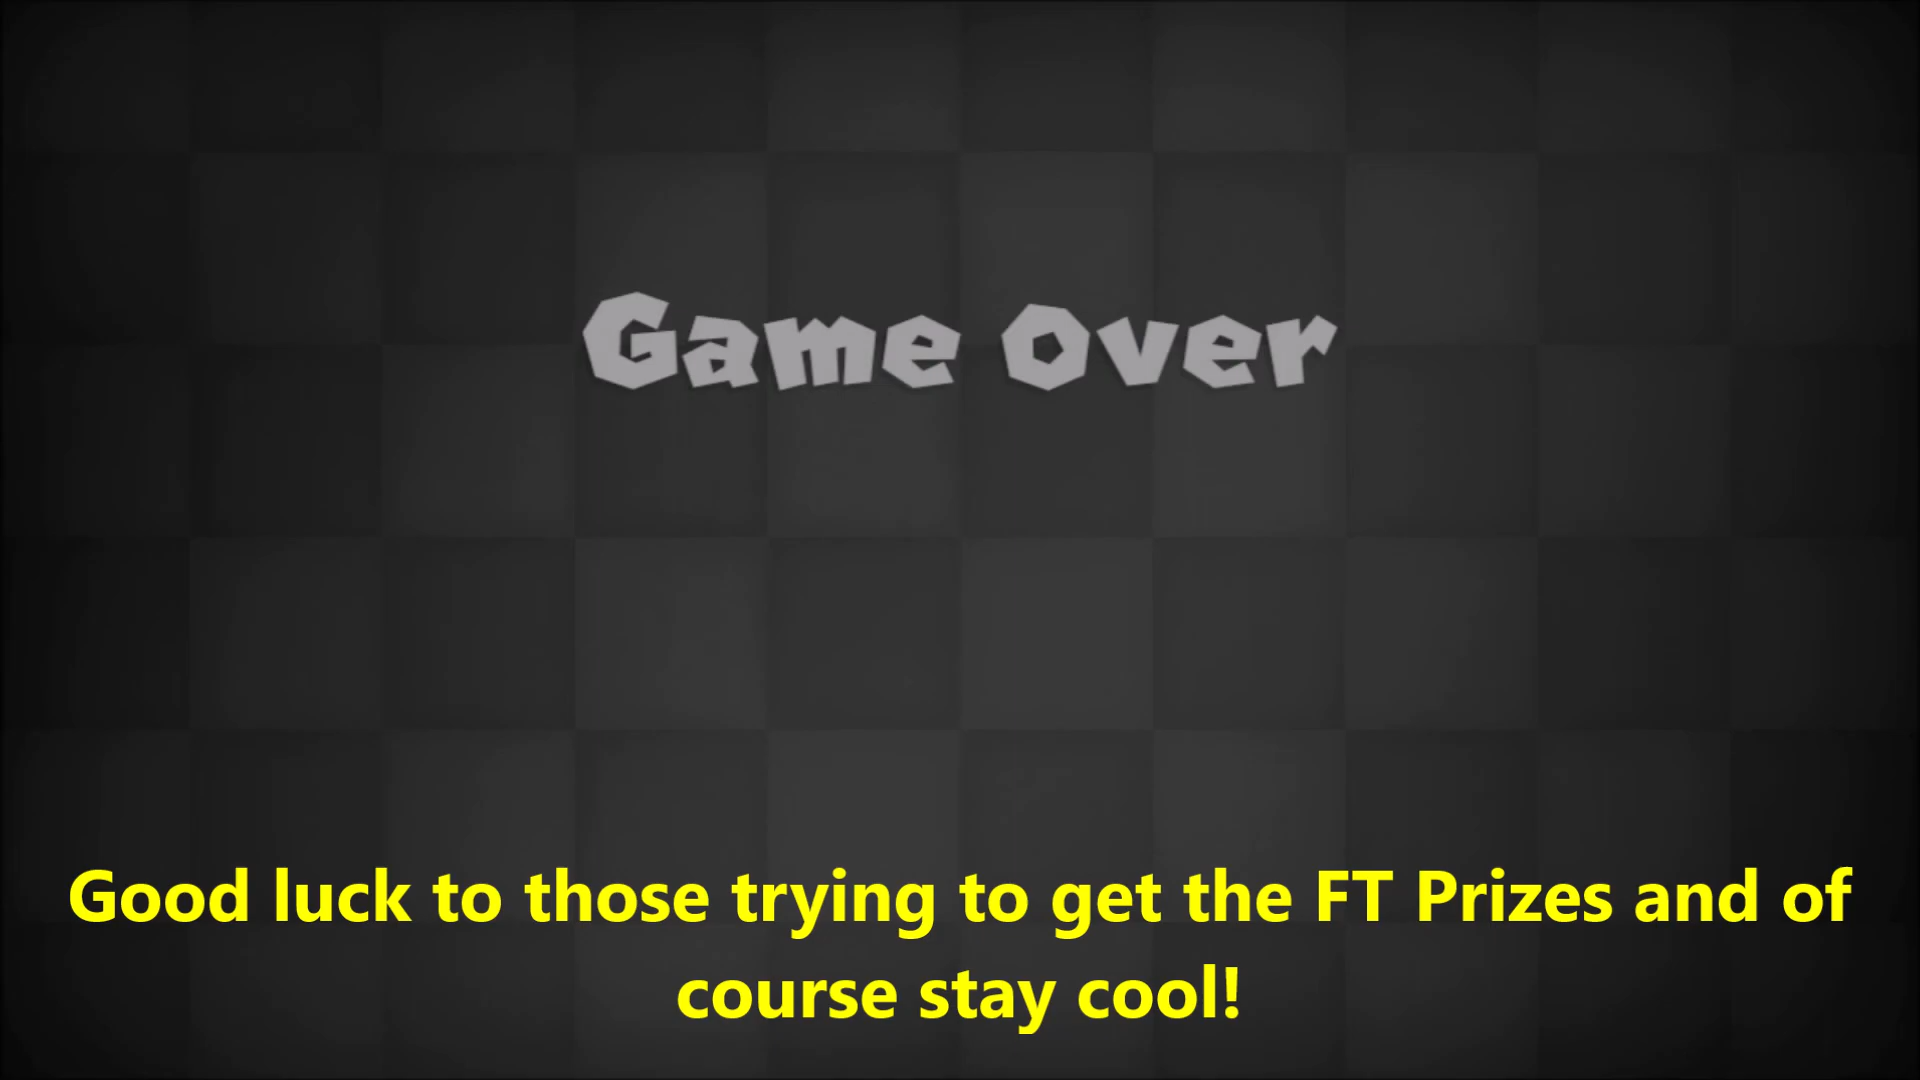 Game Over
Good luck to those trying to get the FT Prizes and of
course stay cool!